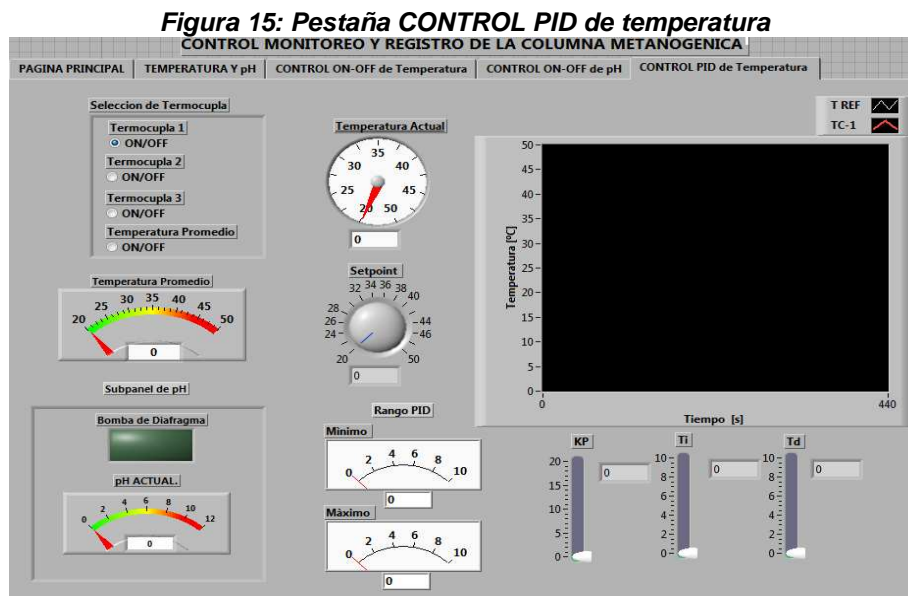 Figura 15: Pestaña CONTROL PID de temperatura
CONTROL MONITOREO Y REGISTRO DE LA COLUMNA METANOGENICA
PAGINA PRINCIPAL
TEMPERATURA Y pH
CONTROL ON-OFF de Temperatura
CONTROL ON-OFF de pH
CONTROL PID de Temperatura
Seleccion de Termocupla
Termocupla 1
ON/OFF
Termocupla 2
ON/OFF
Termocupla 3
ON/OFF
Temperatura Promedio
ON/OFF
Temperatura Promedio
20 25 30 35 40 45 50
0
Subpanel de pH
Bomba de Diafragma
pH ACTUAL.
0 2 4 6 8 10 12
0
Temperatura Actual
20 25 30 35 40 45 50
0
Setpoint
20 24 26 28 32 34 36 38 40 44 46 50
0
Rango PID
Minimo
0 2 4 6 8 10
0
Màximo
0 2 4 6 8 10
0
T REF
TC-1
Temperatura [ºC]
50
45
40
35
30
25
20
15
10
5
0
0 440
Tiempo [s]
KP
20
15
10
5
0
0
Ti
10
8
6
4
2
0
0
Td
10
8
6
4
2
0
0